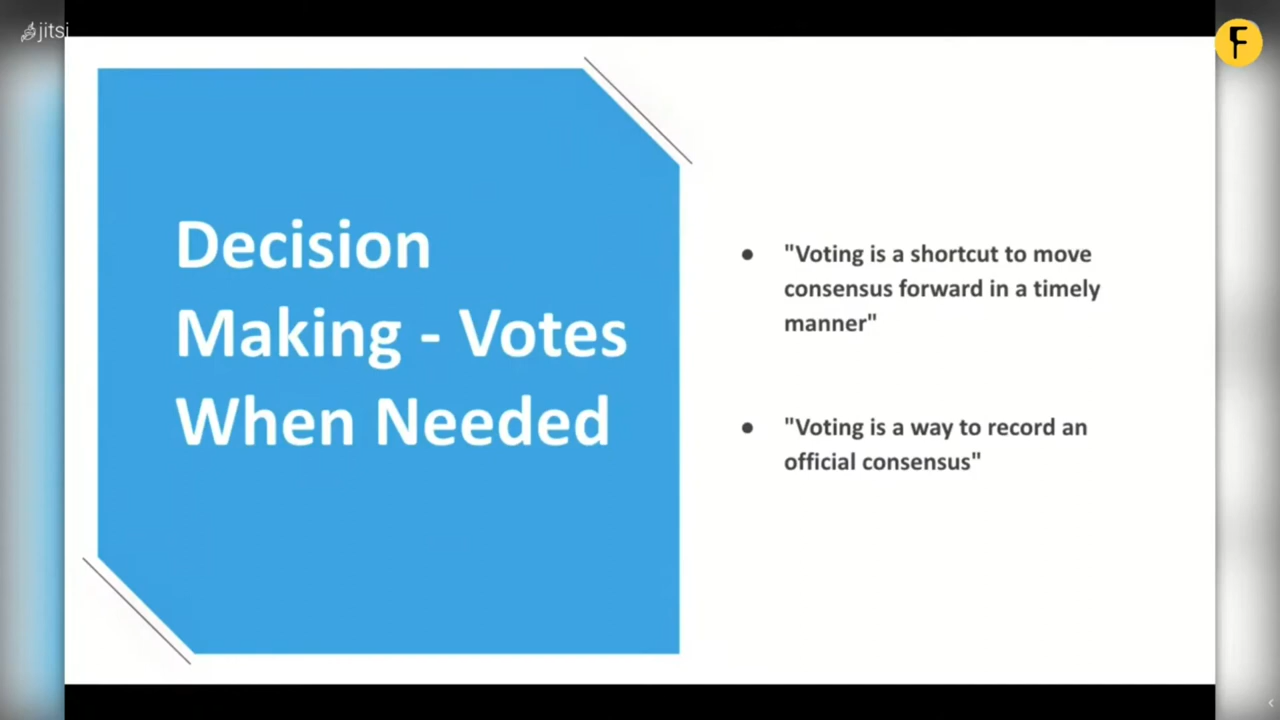 jitsi
F
Decision
Making - Votes
When Needed
● "Voting is a shortcut to move
consensus forward in a timely
manner"
● "Voting is a way to record an
official consensus"